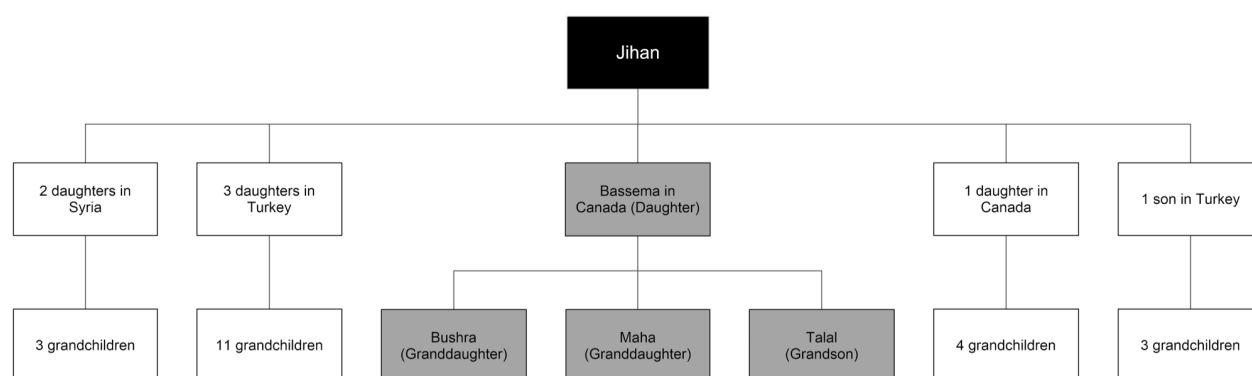 Jihan
2 daughters in
Syria
3 daughters in
Turkey
Bassema in
Canada (Daughter)
1 daughter in
Canada
1 son in Turkey
3 grandchildren
11 grandchildren
Bushra
(Granddaughter)
Maha
(Granddaughter)
Talal
(Grandson)
4 grandchildren
3 grandchildren